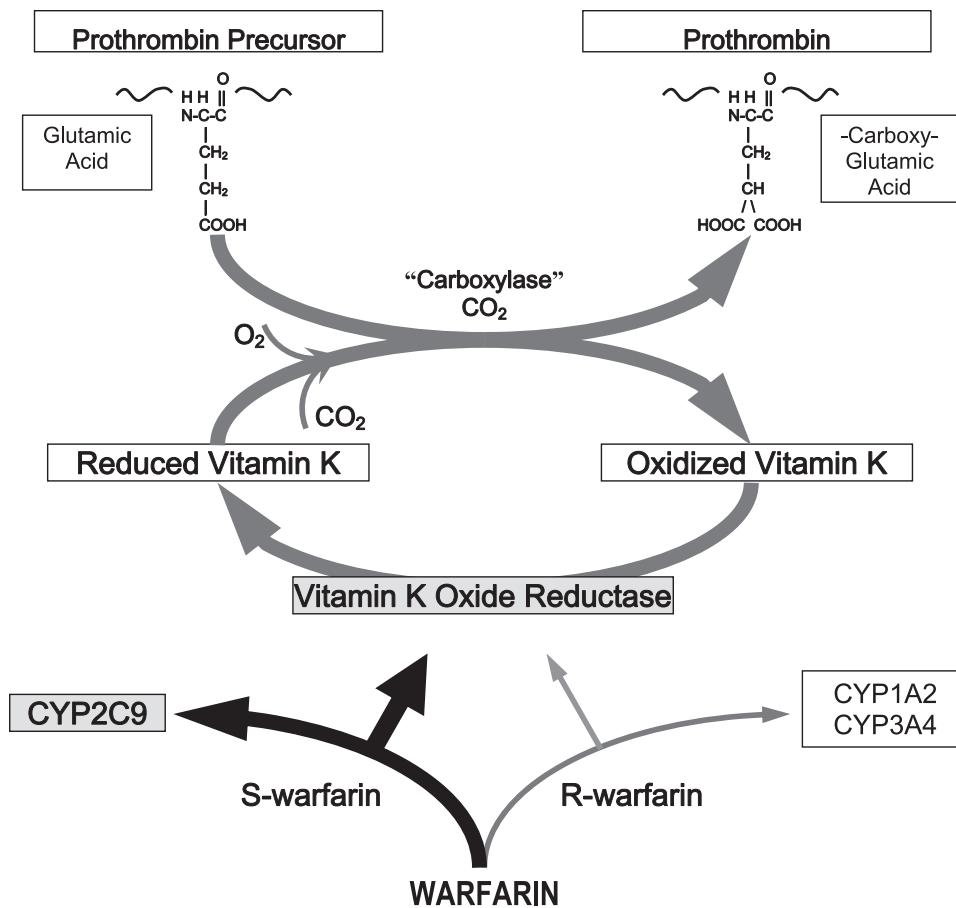 Prothrombin Precursor
Prothrombin
O
H H
N-C-C
CH2
CH2
COOH
O
H H
N-C-C
CH2
CH
HOOC COOH
Glutamic
Acid
-Carboxy-
Glutamic
Acid
“Carboxylase”
CO2
O2
CO2
Reduced Vitamin K
Oxidized Vitamin K
Vitamin K Oxide Reductase
CYP2C9
CYP1A2
CYP3A4
S-warfarin
R-warfarin
WARFARIN